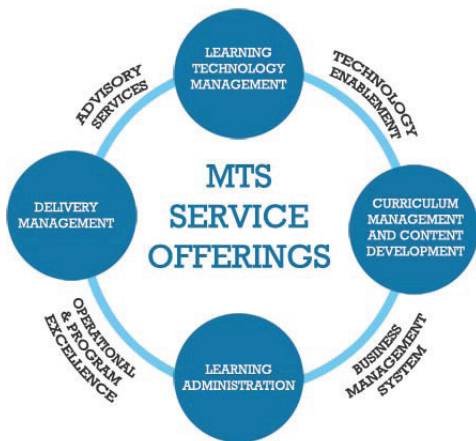 LEARNING
TECHNOLOGY
MANAGEMENT
ADVISORY
SERVICES
TECHNOLOGY
ENABLEMENT
MTS
SERVICE
OFFERINGS
DELIVERY
MANAGEMENT
CURRICULUM
MANAGEMENT
AND CONTENT
DEVELOPMENT
OPERATIONAL
& PROGRAM
EXCELLENCE
BUSINESS
MANAGEMENT
SYSTEM
LEARNING
ADMINISTRATION